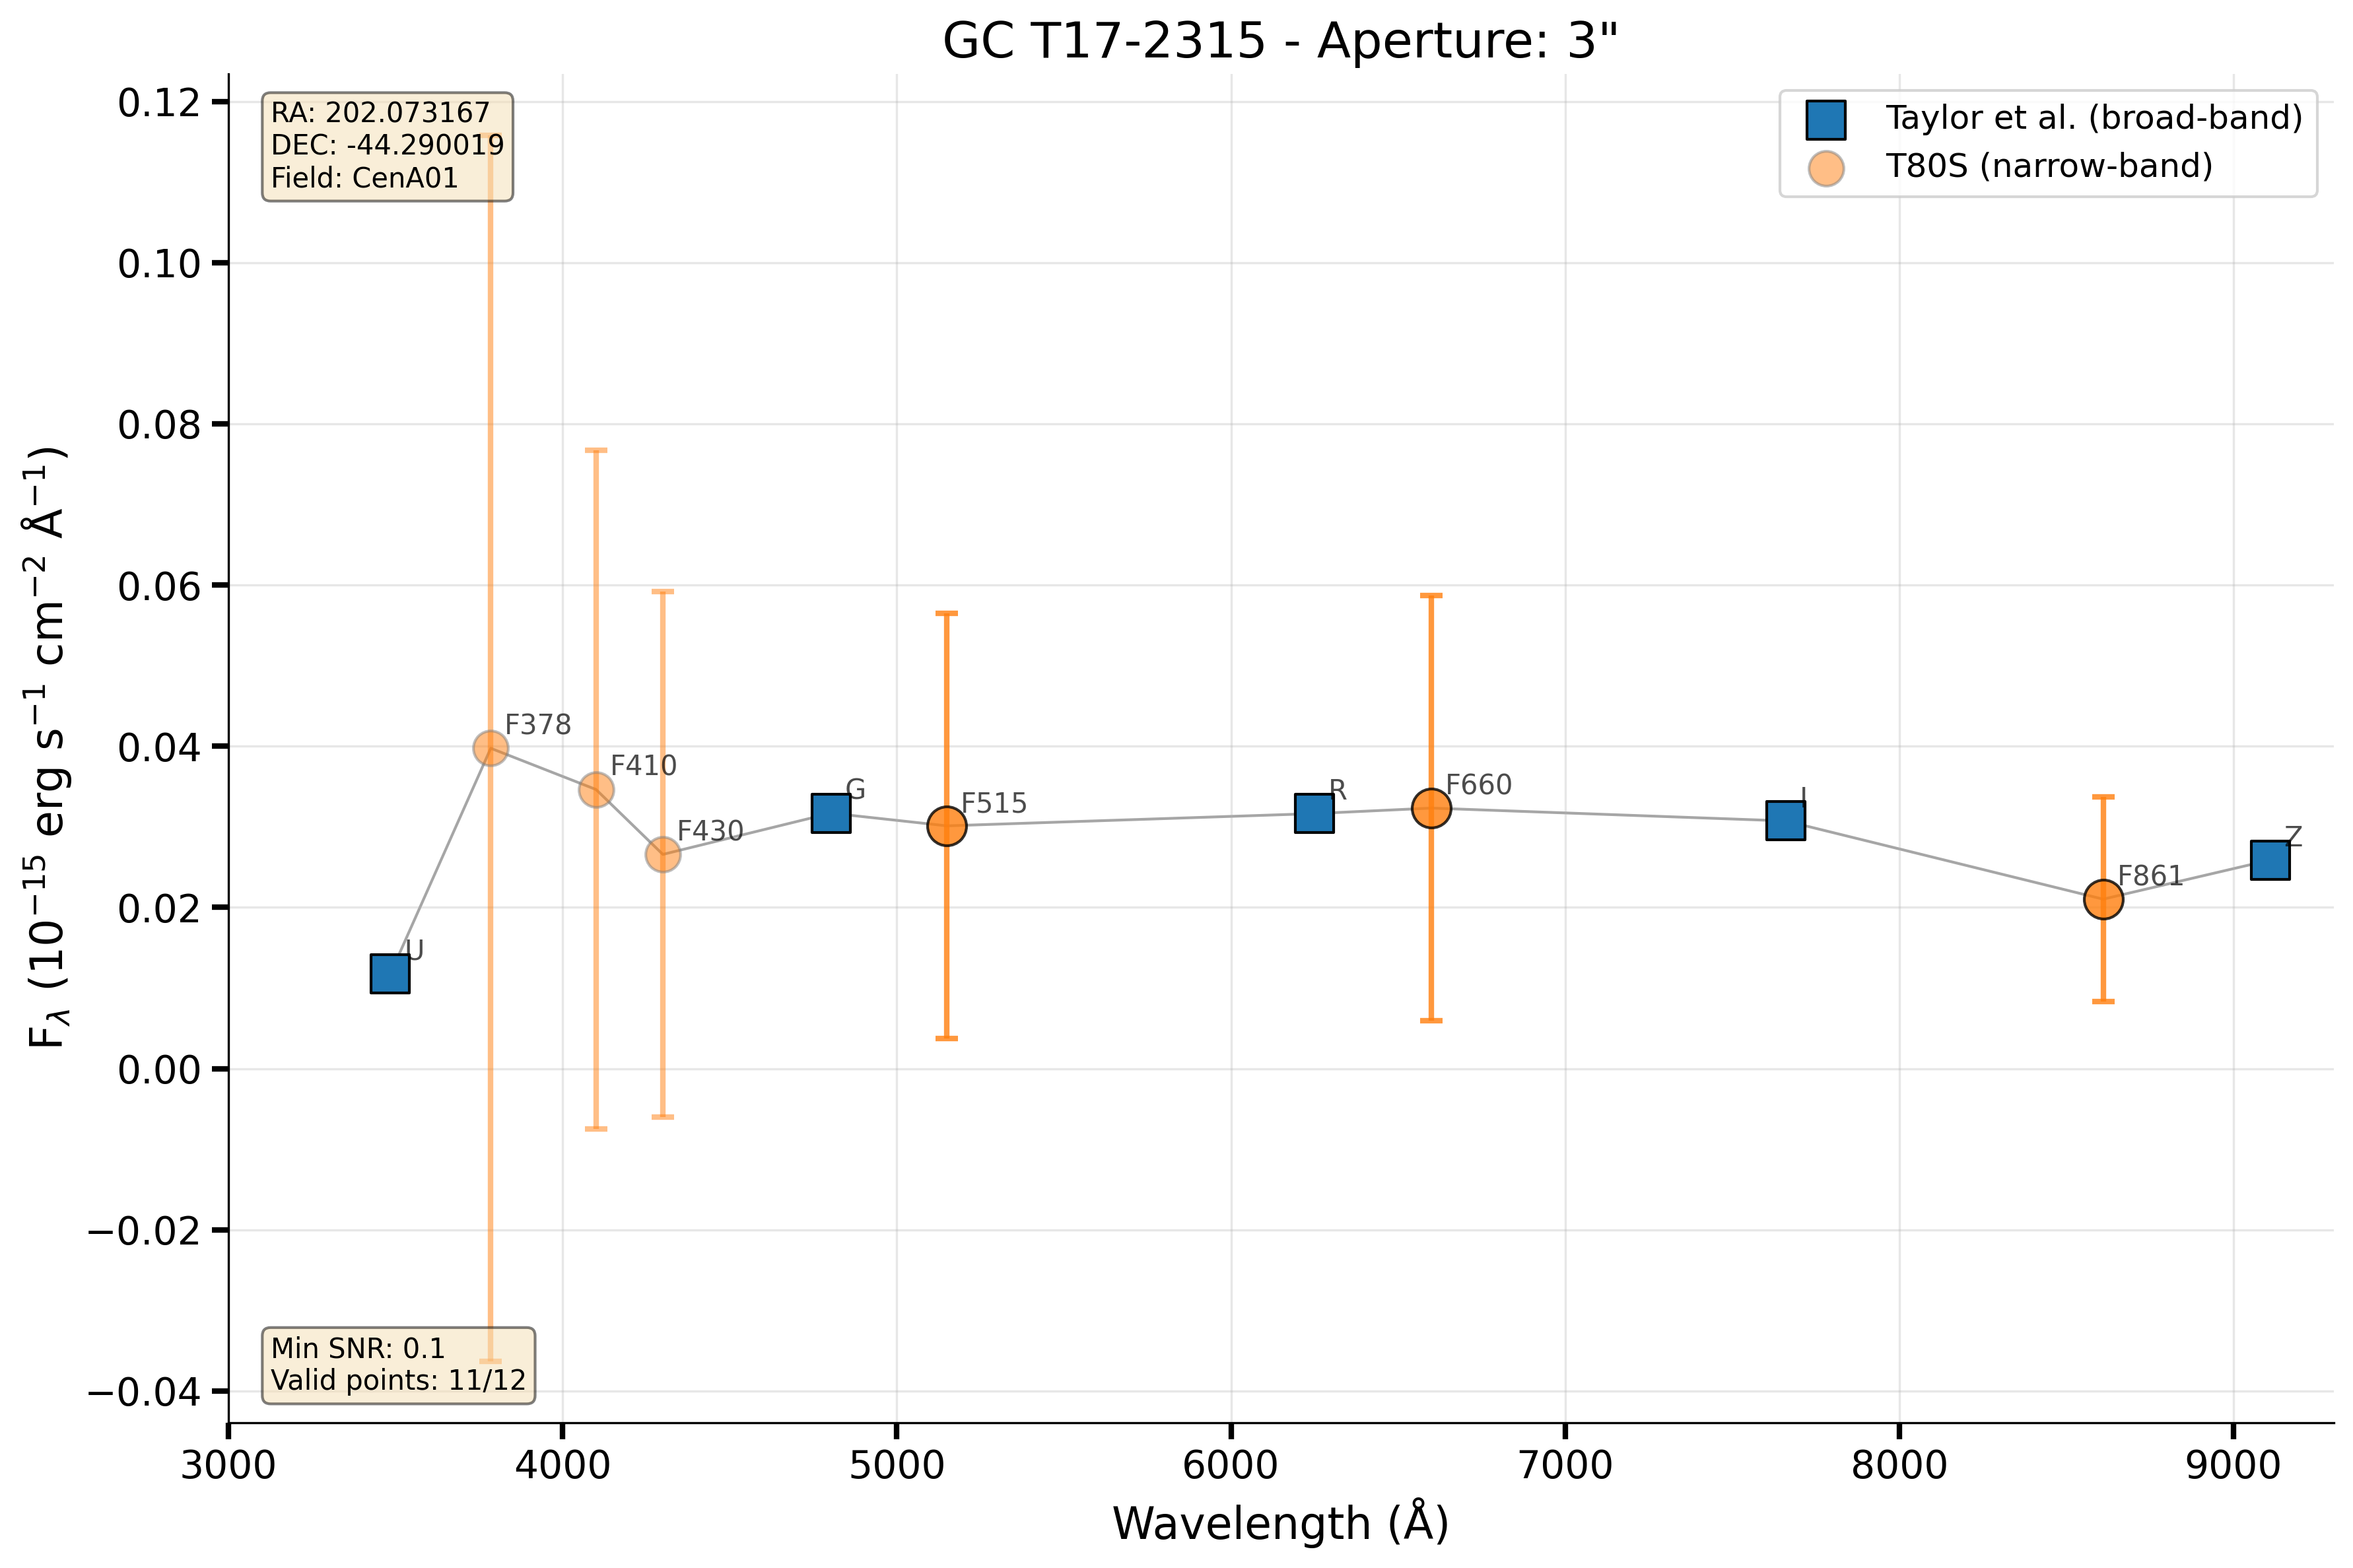 GC T17-2315 - Aperture: 3"
RA: 202.073167
DEC: -44.290019
Field: CenA01
Taylor et al. (broad-band)
T80S (narrow-band)
0.12
0.10
0.08
0.06
0.04
0.02
0.00
−0.02
−0.04
F_λ (10⁻¹⁵ erg s⁻¹ cm⁻² Å⁻¹)
U
F378
F410
F430
G
F515
R
F660
I
F861
Z
Min SNR: 0.1
Valid points: 11/12
3000 4000 5000 6000 7000 8000 9000
Wavelength (Å)